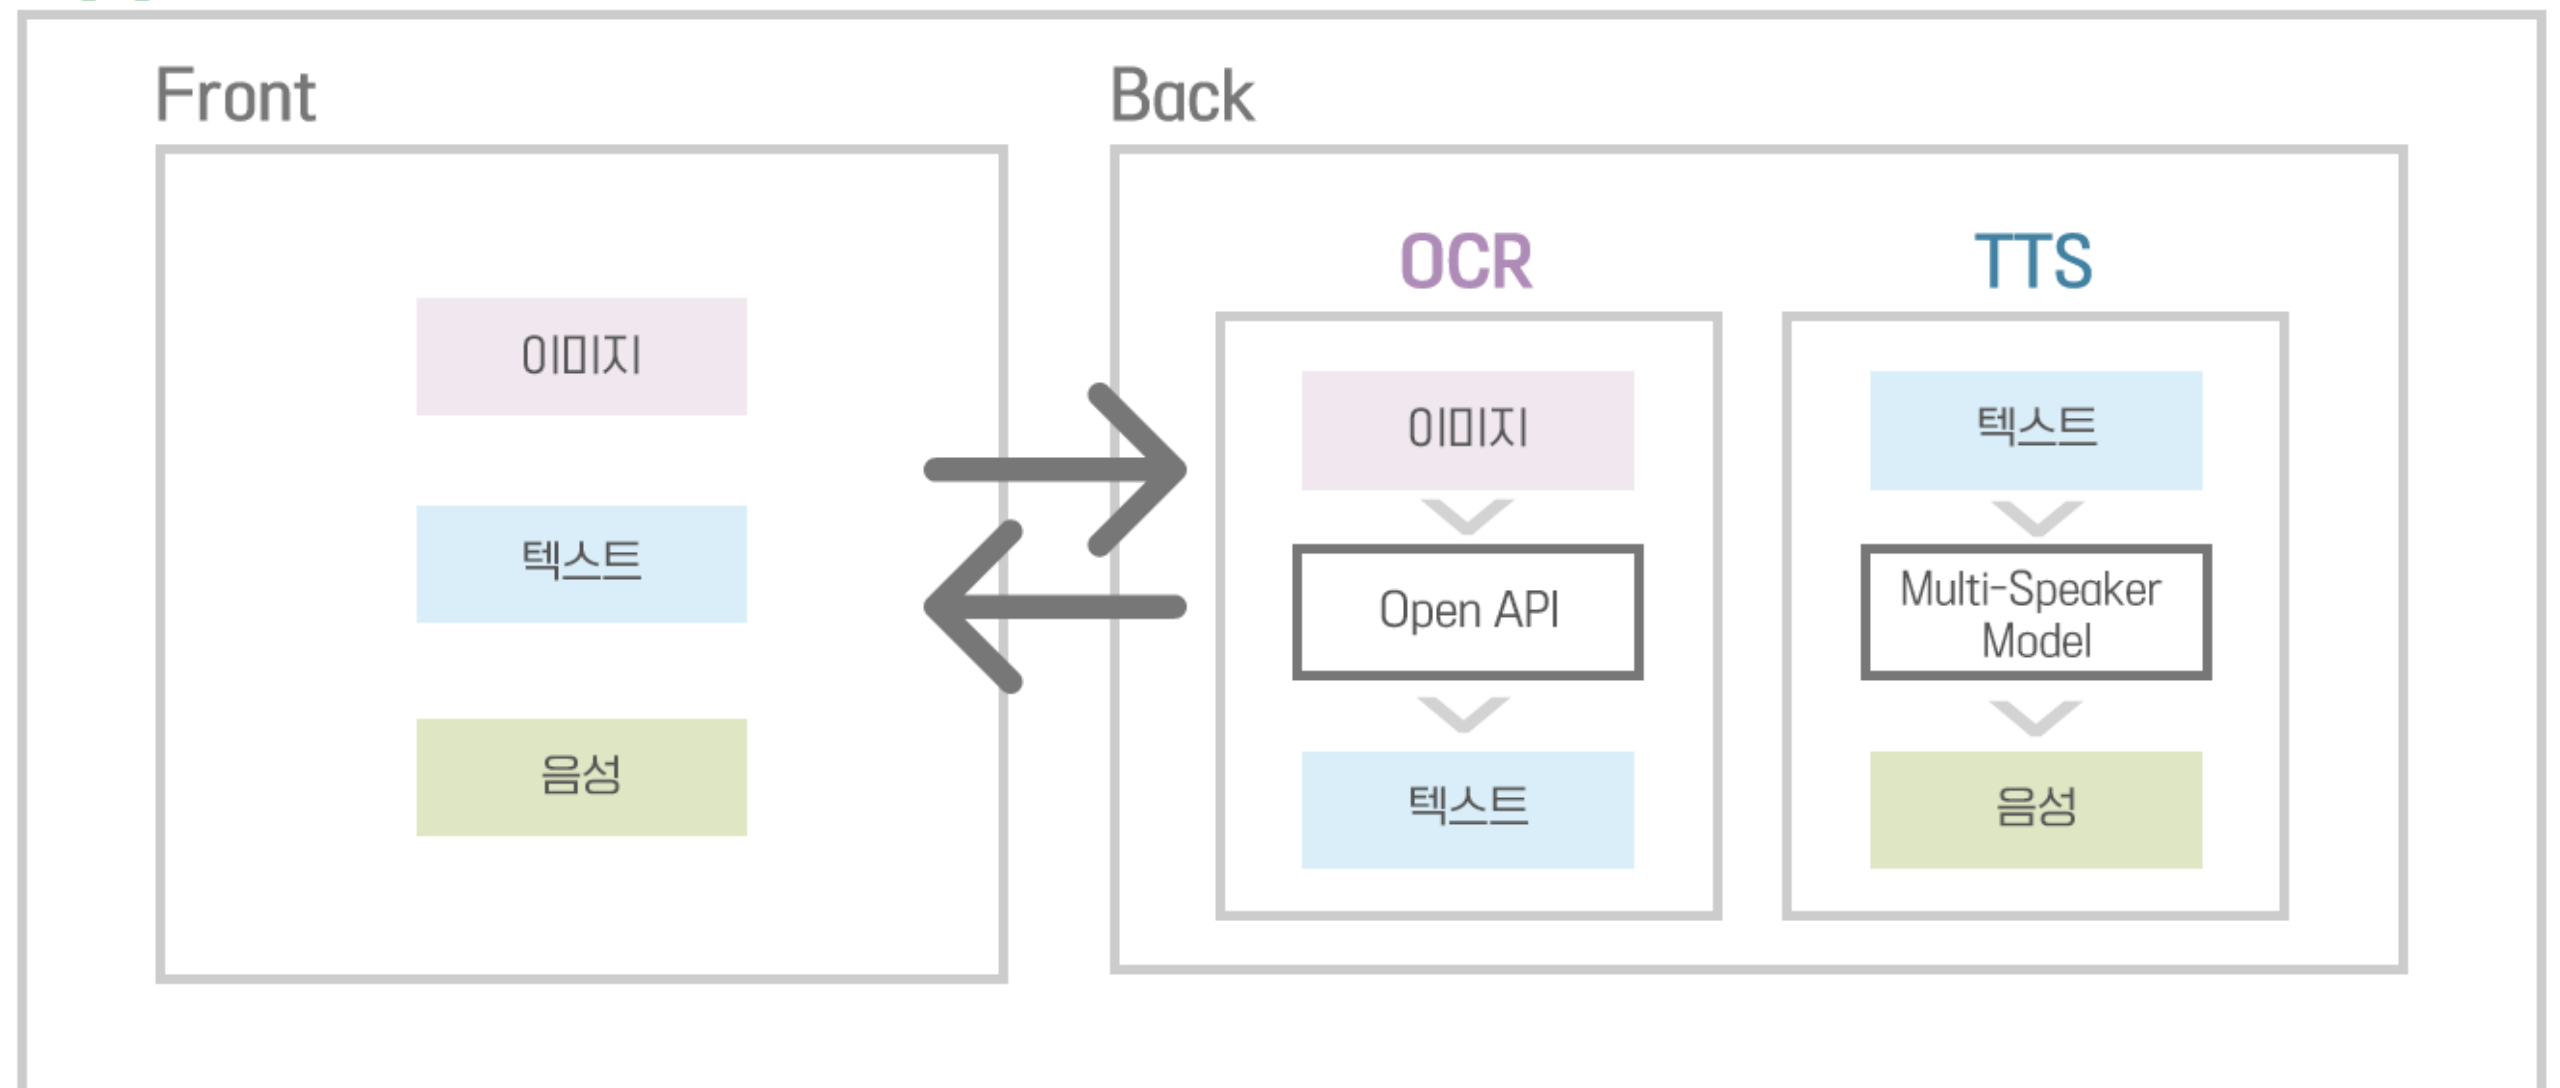 Front
이미지
텍스트
음성
Back
OCR
이미지
Open API
텍스트
TTS
텍스트
Multi-Speaker
Model
음성